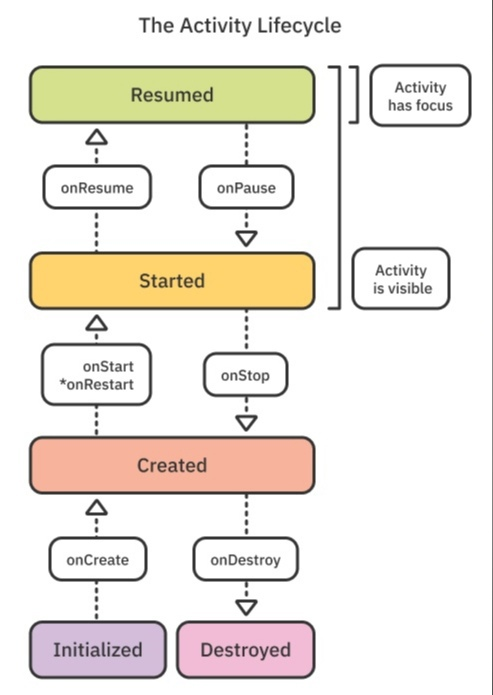 The Activity Lifecycle
Resumed
Activity
has focus
onResume
onPause
Started
Activity
is visible
onStart
*onRestart
onStop
Created
onCreate
onDestroy
Initialized
Destroyed